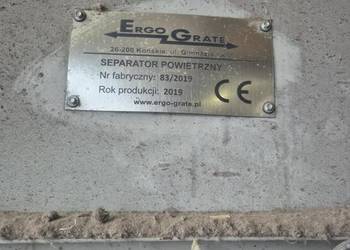 ERGO GRATE
26-200 Końskie, ul.
SEPARATOR POWIETRZNY
Nr fabryczny: 83/2019
Rok produkcji: 2019
www.ergo-grate.pl
CE